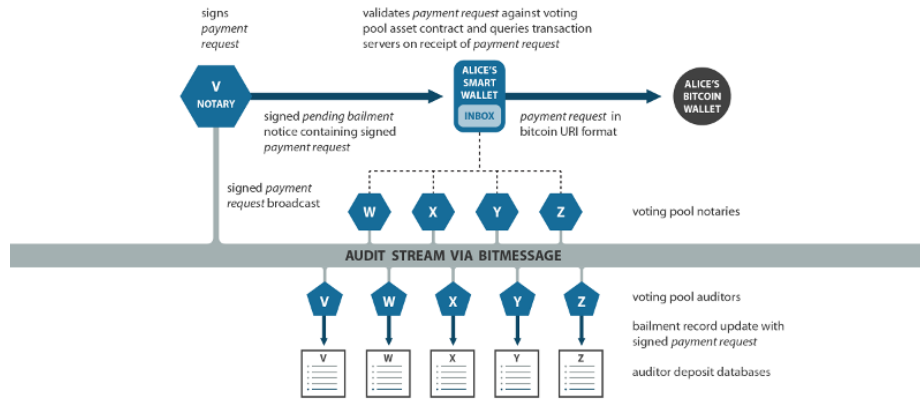 signs
payment
request
validates payment request against voting
pool asset contract and queries transaction
servers on receipt of payment request
V
NOTARY
ALICE'S
SMART
WALLET
INBOX
ALICE'S
BITCOIN
WALLET
signed pending bailment
notice containing signed
payment request
payment request in
bitcoin URI format
signed payment
request broadcast
W
X
Y
Z
voting pool notaries
AUDIT STREAM VIA BITMESSAGE
V
W
X
Y
Z
voting pool auditors
bailment record update with
signed payment request
V
W
X
Y
Z
auditor deposit databases